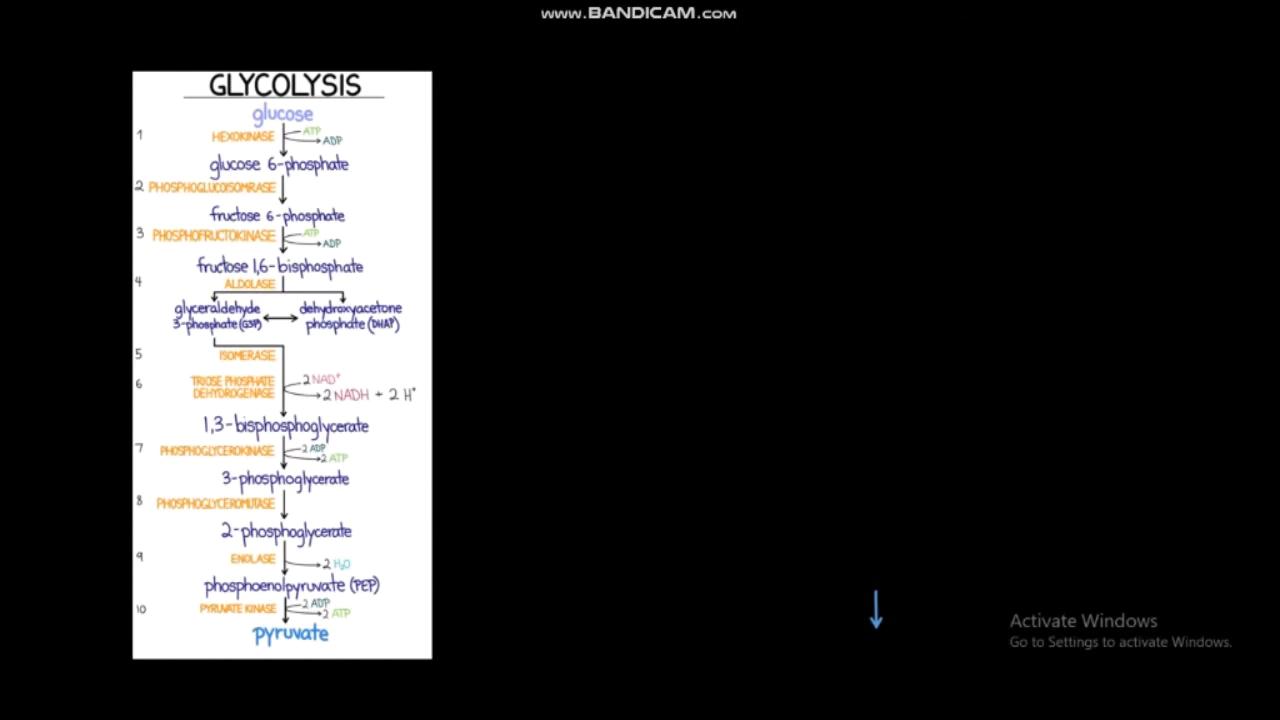 www.BANDICAM.com
GLYCOLYSIS
glucose
1 HEXOKINASE ATP
ADP
glucose 6-phosphate
2 PHOSPHOGLUCOISOMRASE
fructose 6-phosphate
3 PHOSPHOFRUCTOKINASE ATP
ADP
fructose 1,6-bisphosphate
4 ALDOLASE
glyceraldehyde dehydroxyacetone
3-phosphate (G3P) phosphate (DHAP)
5 ISOMERASE
6 TRIOSE PHOSPHATE 2 NAD⁺
DEHYDROGENASE 2 NADH + 2 H⁺
1,3-bisphosphoglycerate
7 PHOSPHOGLYCEROKINASE 2 ADP
2 ATP
3-phosphoglycerate
8 PHOSPHOGLYCEROMUTASE
2-phosphoglycerate
9 ENOLASE 2 H₂O
phosphoenolpyruvate (PEP)
10 PYRUVATE KINASE 2 ADP
2 ATP
pyruvate
Activate Windows
Go to Settings to activate Windows.